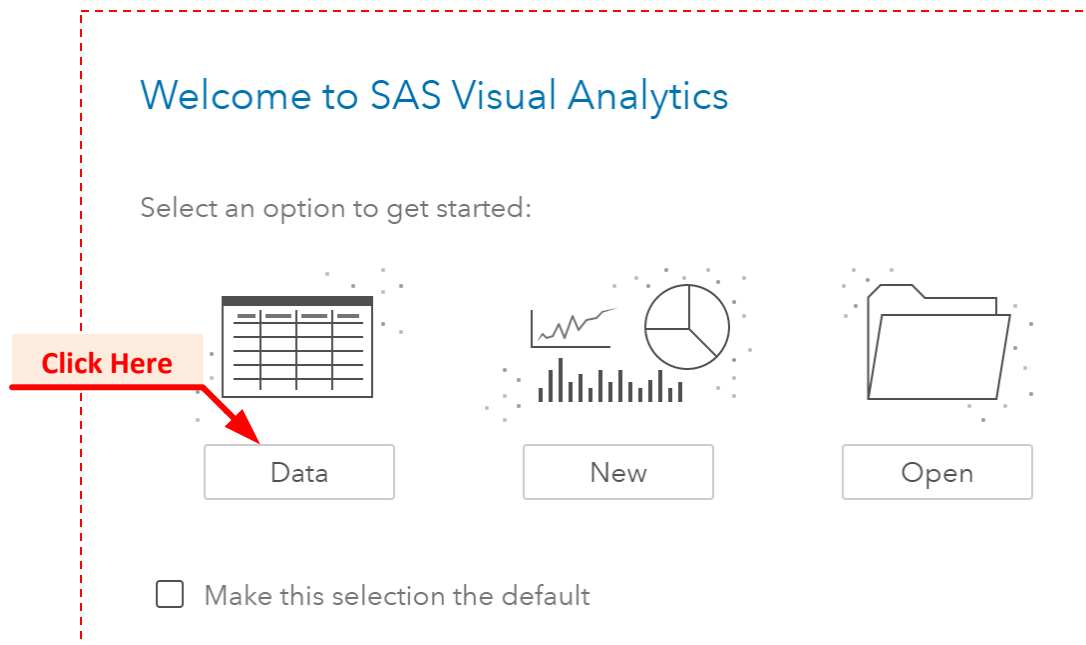 Welcome to SAS Visual Analytics
Select an option to get started:
Click Here
Data
New
Open
Make this selection the default